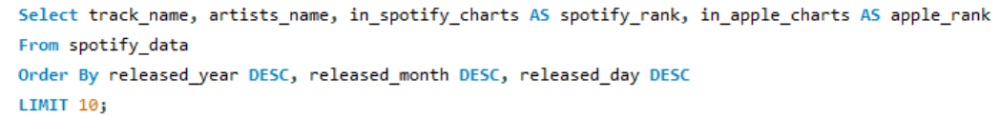 Select track_name, artists_name, in_spotify_charts AS spotify_rank, in_apple_charts AS apple_rank
From spotify_data
Order By released_year DESC, released_month DESC, released_day DESC
LIMIT 10;